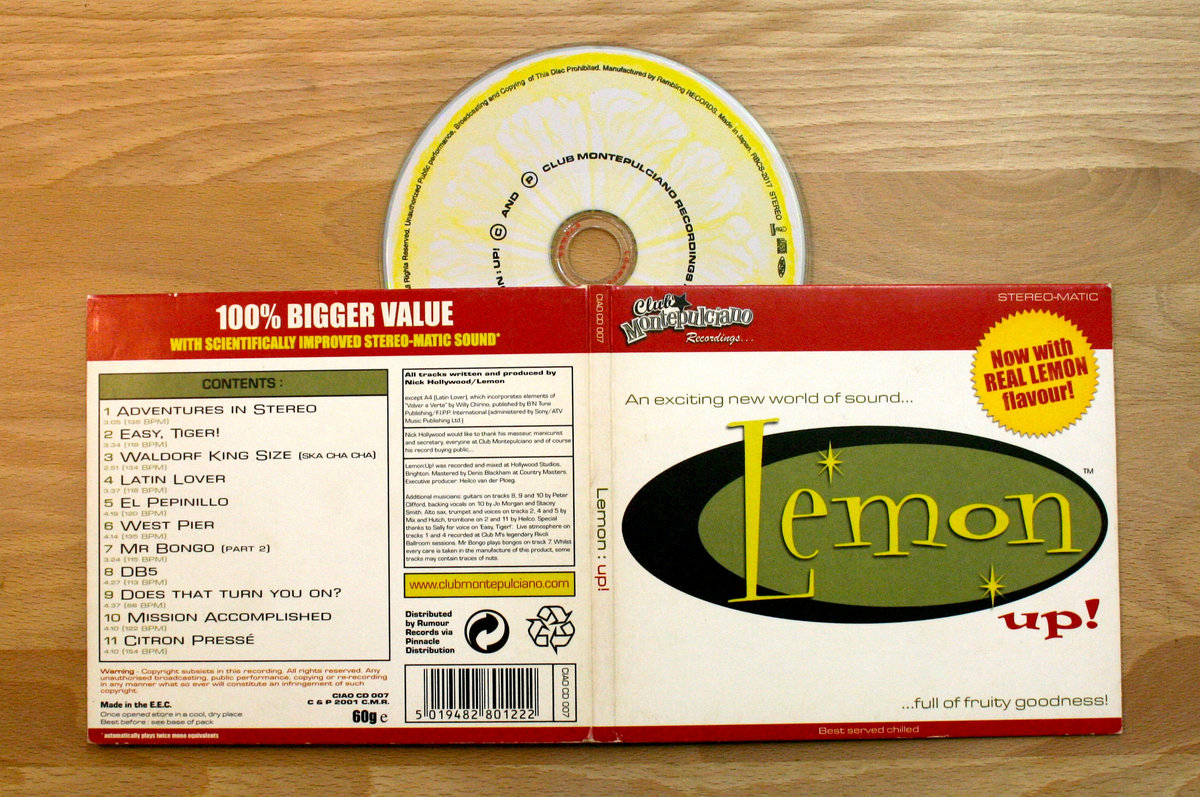 All Rights Reserved. Unauthorized Public performance, Broadcasting and Copying of This Disc Prohibited. Manufactured by Rambling RECORDS. Made in Japan. RBCS-2017 STEREO
N : UP! © AND ℗ CLUB MONTEPULCIANO RECORDINGS
100% BIGGER VALUE
WITH SCIENTIFICALLY IMPROVED STEREO-MATIC SOUND*
CONTENTS :
1 ADVENTURES IN STEREO
3.05 (136 BPM)
2 EASY, TIGER!
3.34 (118 BPM)
3 WALDORF KING SIZE (SKA CHA CHA)
2.51 (134 BPM)
4 LATIN LOVER
3.37 (118 BPM)
5 EL PEPINILLO
4.19 (120 BPM)
6 WEST PIER
4.14 (135 BPM)
7 MR BONGO (PART 2)
3.24 (115 BPM)
8 DB5
4.27 (113 BPM)
9 DOES THAT TURN YOU ON?
4.37 (86 BPM)
10 MISSION ACCOMPLISHED
4.10 (122 BPM)
11 CITRON PRESSÉ
4.10 (154 BPM)
Warning - Copyright subsists in this recording. All rights reserved. Any
unauthorised broadcasting, public performance, copying or re-recording
in any manner what so ever will constitute an infringement of such
copyright.
CIAO CD 007
C & P 2001 C.M.R.
Made in the E.E.C.
Once opened store in a cool, dry place
Best before : see base of pack
60g e
* automatically plays twice mono equivalents
All tracks written and produced by
Nick Hollywood/Lemon
except A4 (Latin Lover), which incorporates elements of
"Volver a Verte" by Willy Chirino, published by B'N Tune
Publishing/F.I.P.P. International (administered by Sony/ATV
Music Publishing Ltd.)
Nick Hollywood would like to thank his masseur, manicurist
and secretary, everyone at Club Montepulciano and of course
his record buying public...
Lemon:Up! was recorded and mixed at Hollywood Studios,
Brighton. Mastered by Denis Blackham at Country Masters.
Executive producer: Heilco van der Ploeg.
Additional musicians: guitars on tracks 8, 9 and 10 by Peter
Clifford, backing vocals on 10 by Jo Morgan and Stacey
Smith. Alto sax, trumpet and voices on tracks 2, 4 and 5 by
Mix and Hutch, trombone on 2 and 11 by Heilco. Special
thanks to Sally for voice on 'Easy, Tiger!'. Live atmosphere on
tracks 1 and 4 recorded at Club M's legendary Rivoli
Ballroom sessions. Mr Bongo plays bongos on track 7. Whilst
every care is taken in the manufacture of this product, some
tracks may contain traces of nuts.
www.clubmontepulciano.com
Distributed
by Rumour
Records via
Pinnacle
Distribution
5 019482 801222
CIAO CD 007
CIAO CD 007
Lemon : up!
Club
Montepulciano
Recordings...
STEREO-MATIC
Now with
REAL LEMON
flavour!
An exciting new world of sound...
Lemon
TM
up!
...full of fruity goodness!
Best served chilled